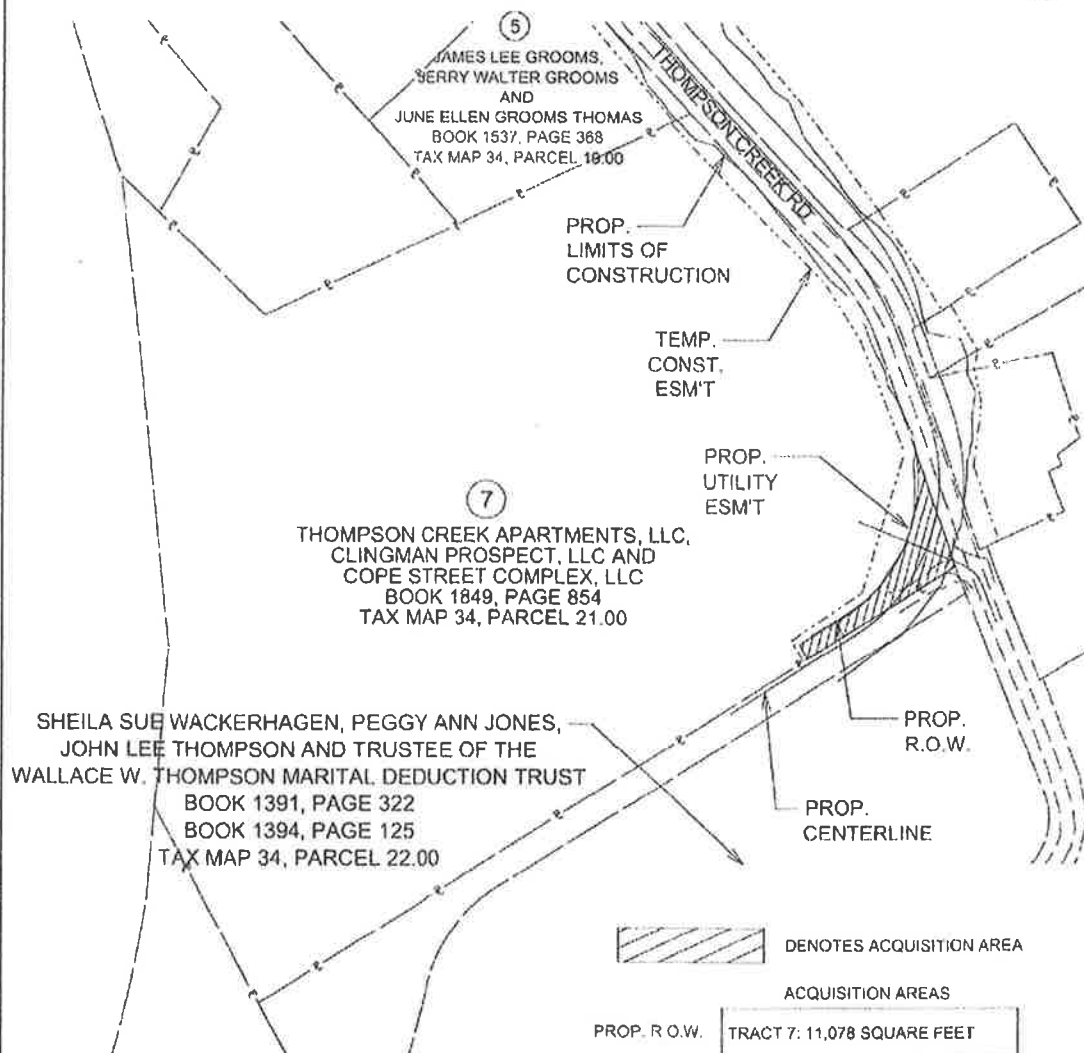 5
JAMES LEE GROOMS,
JERRY WALTER GROOMS
AND
JUNE ELLEN GROOMS THOMAS
BOOK 1537, PAGE 368
TAX MAP 34, PARCEL 19.00
THOMPSON CREEK RD.
PROP.
LIMITS OF
CONSTRUCTION
TEMP.
CONST.
ESM'T
PROP.
UTILITY
ESM'T
7
THOMPSON CREEK APARTMENTS, LLC,
CLINGMAN PROSPECT, LLC AND
COPE STREET COMPLEX, LLC
BOOK 1849, PAGE 854
TAX MAP 34, PARCEL 21.00
SHEILA SUE WACKERHAGEN, PEGGY ANN JONES,
JOHN LEE THOMPSON AND TRUSTEE OF THE
WALLACE W. THOMPSON MARITAL DEDUCTION TRUST
BOOK 1391, PAGE 322
BOOK 1394, PAGE 125
TAX MAP 34, PARCEL 22.00
PROP.
R.O.W.
PROP.
CENTERLINE
DENOTES ACQUISITION AREA
ACQUISITION AREAS
PROP. R.O.W. TRACT 7: 11,078 SQUARE FEET